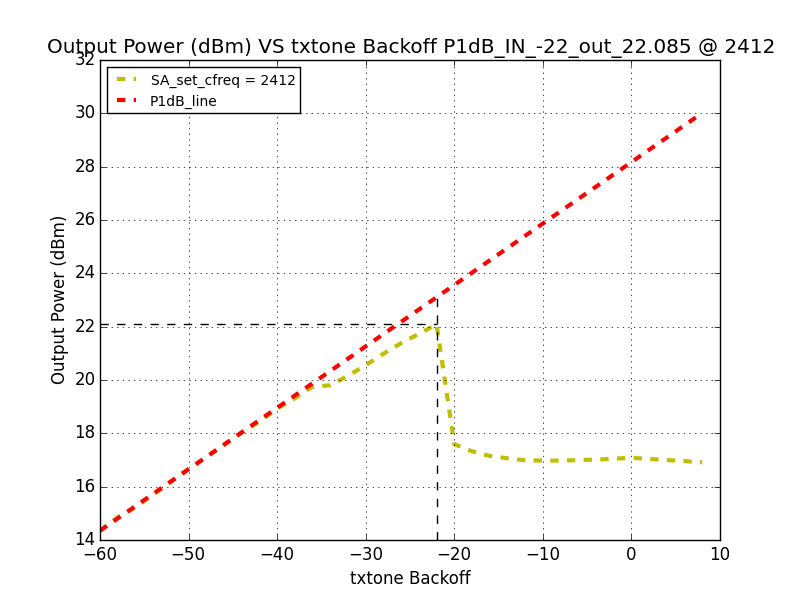 Output Power (dBm) VS txtone Backoff P1dB_IN_-22_out_22.085 @ 2412
SA_set_cfreq = 2412
P1dB_line
Output Power (dBm)
32
30
28
26
24
22
20
18
16
14
−60 −50 −40 −30 −20 −10 0 10
txtone Backoff